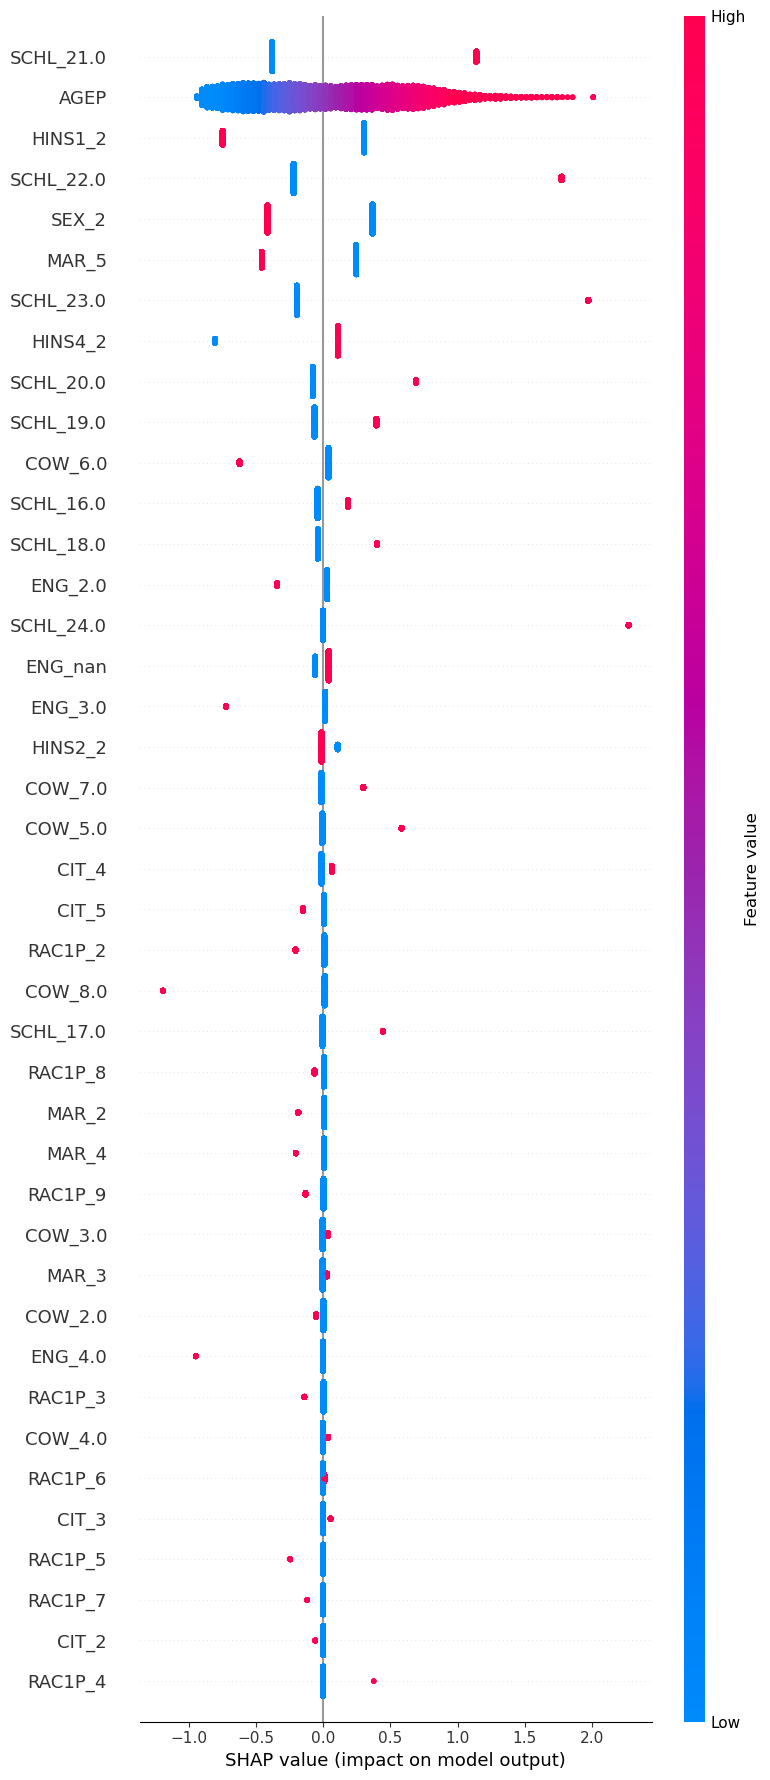 High
SCHL_21.0
AGEP
HINS1_2
SCHL_22.0
SEX_2
MAR_5
SCHL_23.0
HINS4_2
SCHL_20.0
SCHL_19.0
COW_6.0
SCHL_16.0
SCHL_18.0
ENG_2.0
SCHL_24.0
ENG_nan
ENG_3.0
HINS2_2
COW_7.0
COW_5.0
CIT_4
CIT_5
RAC1P_2
COW_8.0
SCHL_17.0
RAC1P_8
MAR_2
MAR_4
RAC1P_9
COW_3.0
MAR_3
COW_2.0
ENG_4.0
RAC1P_3
COW_4.0
RAC1P_6
CIT_3
RAC1P_5
RAC1P_7
CIT_2
RAC1P_4
Feature value
Low
−1.0 −0.5 0.0 0.5 1.0 1.5 2.0
SHAP value (impact on model output)